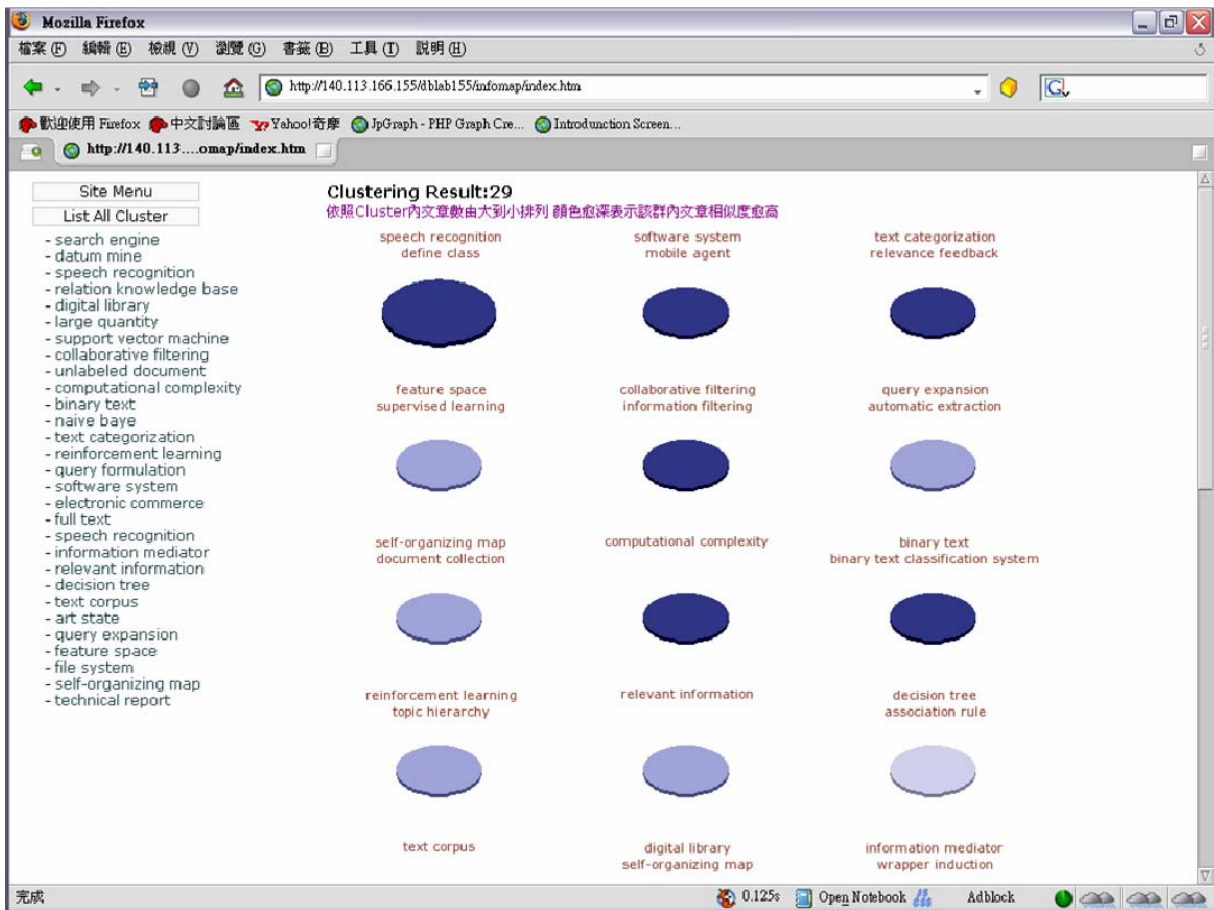 Mozilla Firefox
檔案(F) 編輯(E) 檢視(V) 瀏覽(G) 書籤(B) 工具(T) 說明(H)
http://140.113.166.155/dblab155/infomap/index.htm
歡迎使用 Firefox 中文討論區 Yahoo!奇摩 JpGraph - PHP Graph Cre... Introdunction Screen...
http://140.113....omap/index.htm
Site Menu
List All Cluster
- search engine
- datum mine
- speech recognition
- relation knowledge base
- digital library
- large quantity
- support vector machine
- collaborative filtering
- unlabeled document
- computational complexity
- binary text
- naive baye
- text categorization
- reinforcement learning
- query formulation
- software system
- electronic commerce
- full text
- speech recognition
- information mediator
- relevant information
- decision tree
- text corpus
- art state
- query expansion
- feature space
- file system
- self-organizing map
- technical report
Clustering Result:29
依照Cluster內文章數由大到小排列 顏色愈深表示該群內文章相似度愈高
speech recognition
define class
software system
mobile agent
text categorization
relevance feedback
feature space
supervised learning
collaborative filtering
information filtering
query expansion
automatic extraction
self-organizing map
document collection
computational complexity
binary text
binary text classification system
reinforcement learning
topic hierarchy
relevant information
decision tree
association rule
text corpus
digital library
self-organizing map
information mediator
wrapper induction
完成 0.125s Open Notebook Adblock